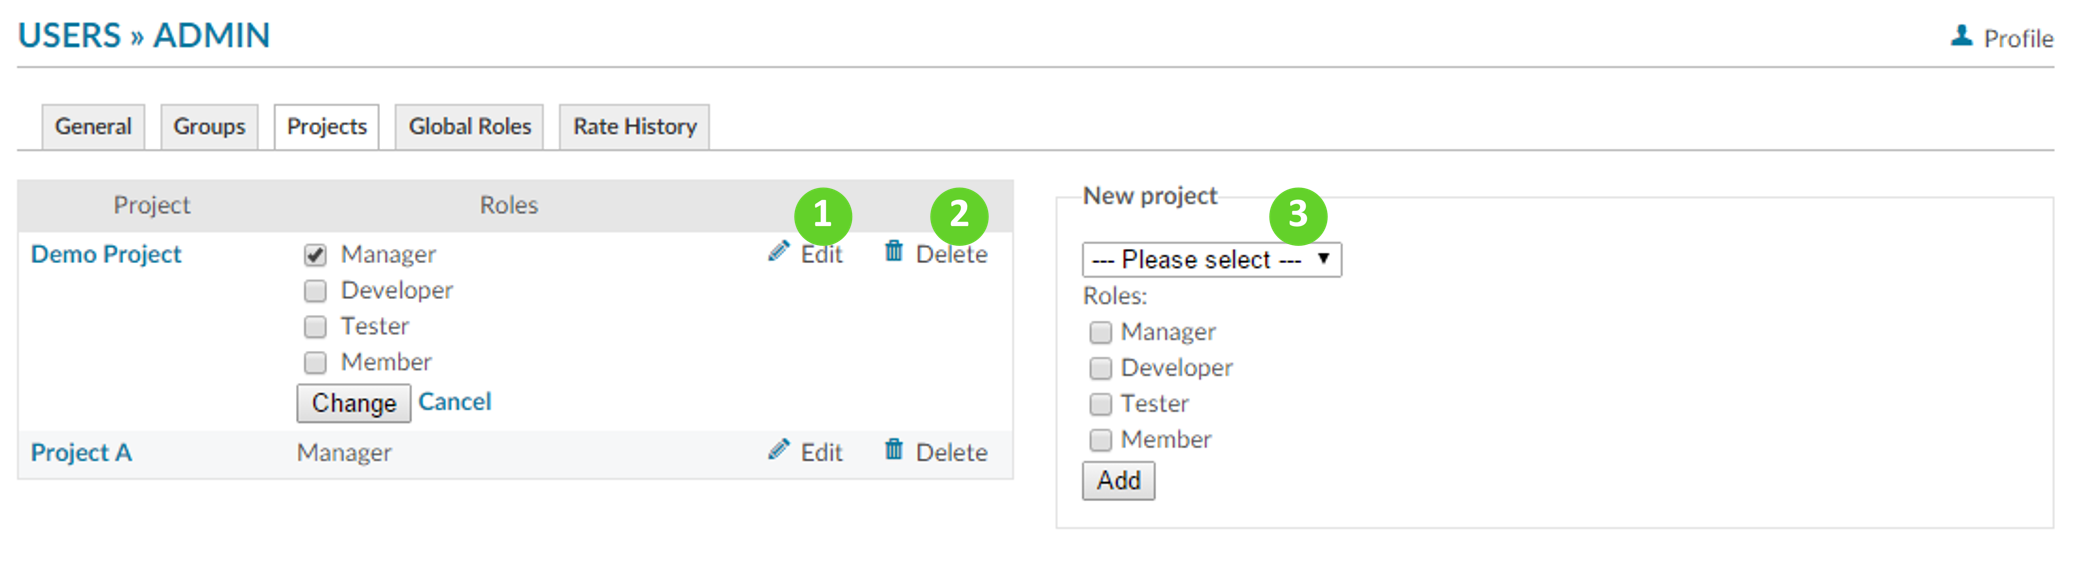 USERS » ADMIN
Profile
General Groups Projects Global Roles Rate History
Project Roles 1 2
Demo Project Manager Edit Delete
Developer
Tester
Member
Change Cancel
Project A Manager Edit Delete
New project 3
--- Please select ---
Roles:
Manager
Developer
Tester
Member
Add